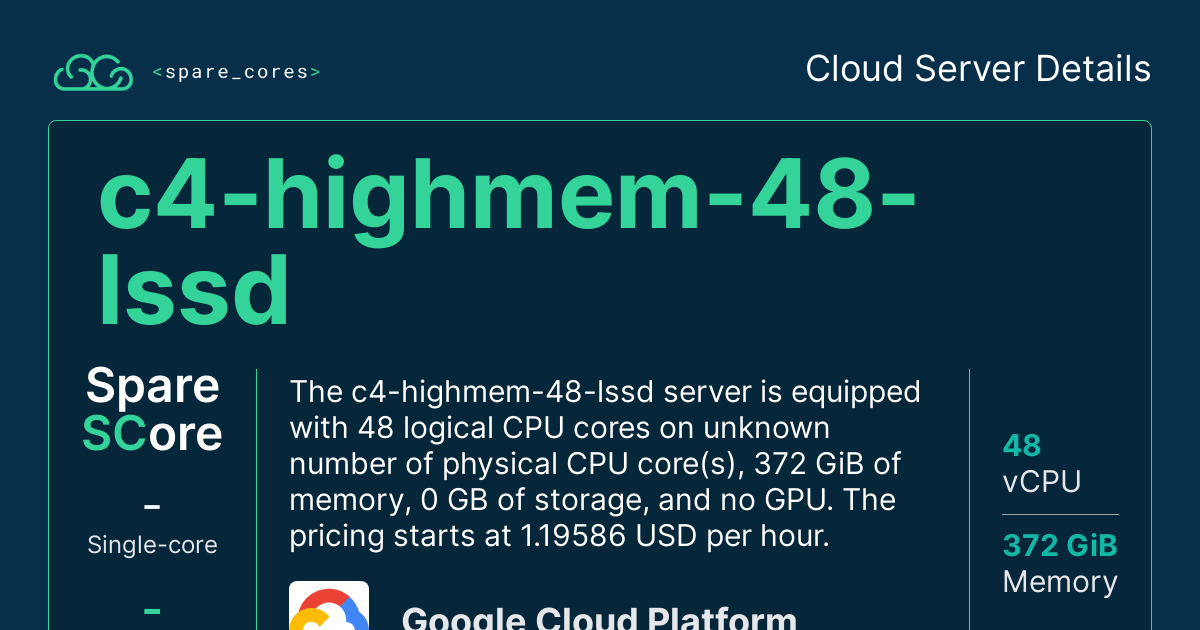 <spare_cores>
Cloud Server Details
c4-highmem-48-
lssd
Spare
SCore
-
Single-core
-
The c4-highmem-48-lssd server is equipped
with 48 logical CPU cores on unknown
number of physical CPU core(s), 372 GiB of
memory, 0 GB of storage, and no GPU. The
pricing starts at 1.19586 USD per hour.
Google Cloud Platform
48
vCPU
372 GiB
Memory